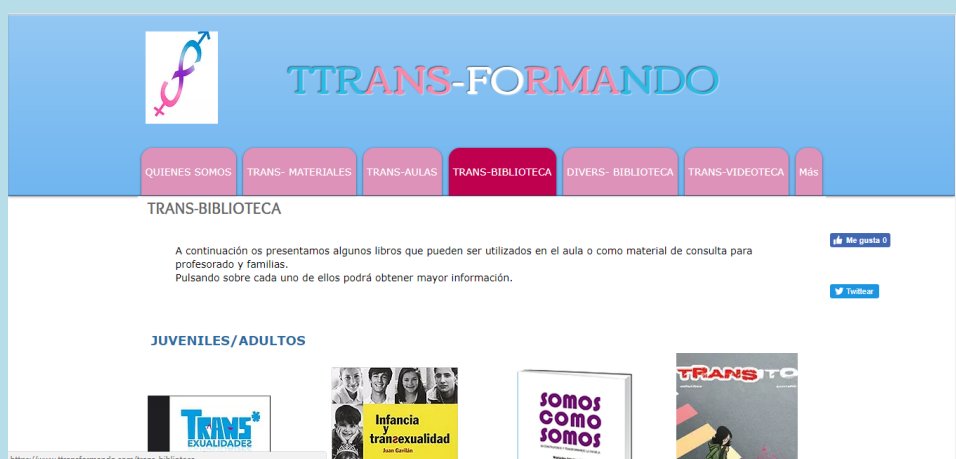 TTRANS-FORMANDO
QUIENES SOMOS
TRANS- MATERIALES
TRANS-AULAS
TRANS-BIBLIOTECA
DIVERS- BIBLIOTECA
TRANS-VIDEOTECA
Más
TRANS-BIBLIOTECA
A continuación os presentamos algunos libros que pueden ser utilizados en el aula o como material de consulta para
profesorado y familias.
Pulsando sobre cada uno de ellos podrá obtener mayor información.
Me gusta 0
Twittear
JUVENILES/ADULTOS
TRANS*
EXUALIDADES
Infancia
y
transexualidad
Juan Gavilán
SOMOS
COMO
SOMOS
TRANSITO